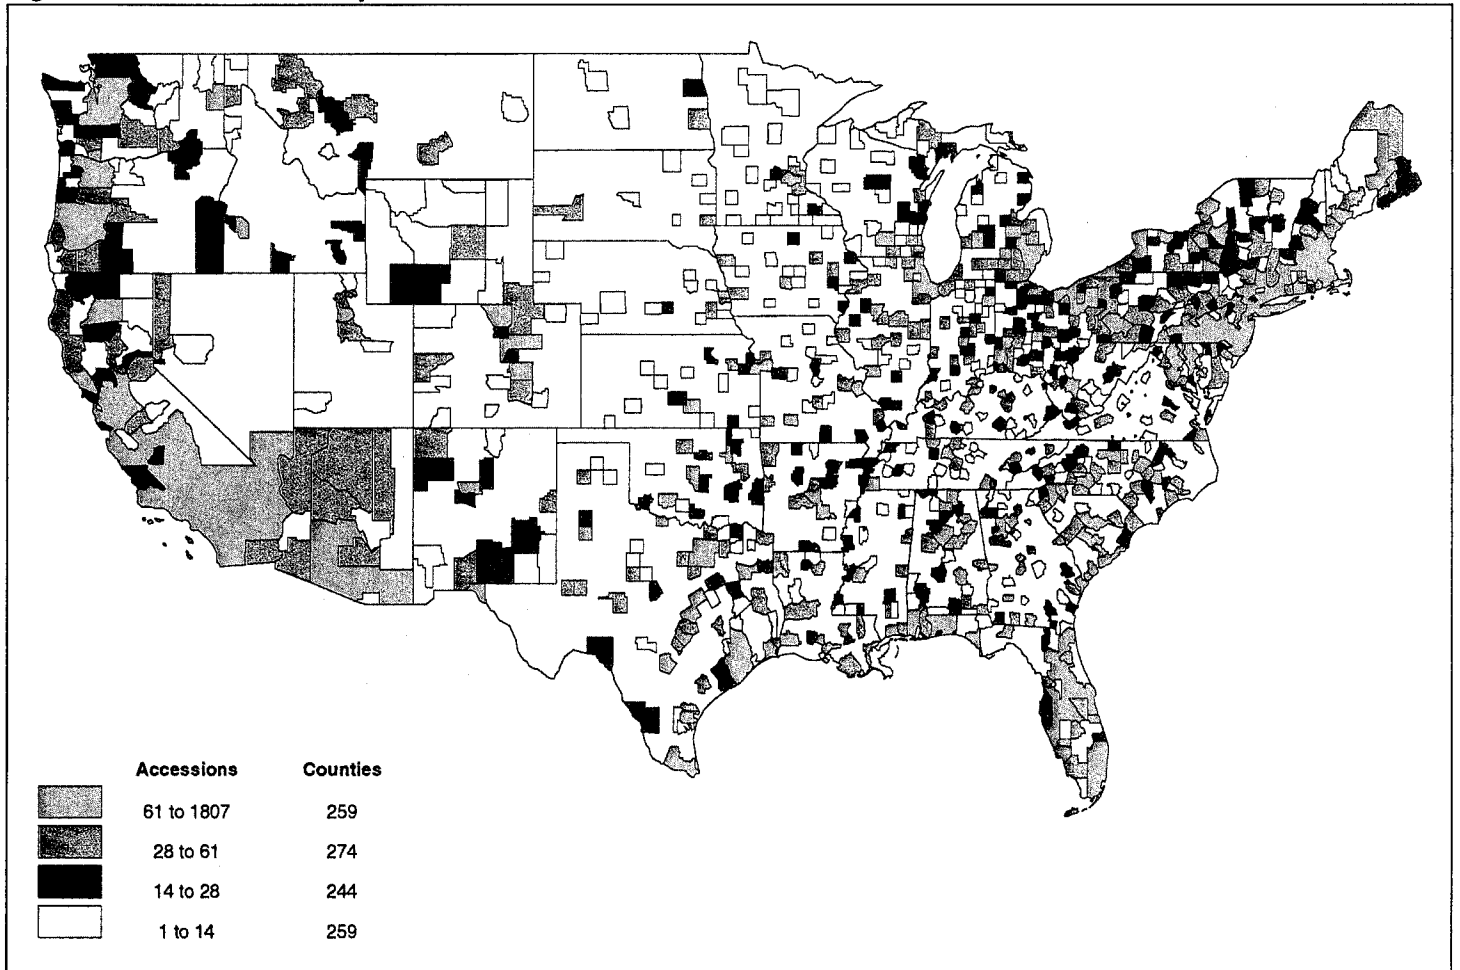 Accessions Counties
61 to 1807 259
28 to 61 274
14 to 28 244
1 to 14 259